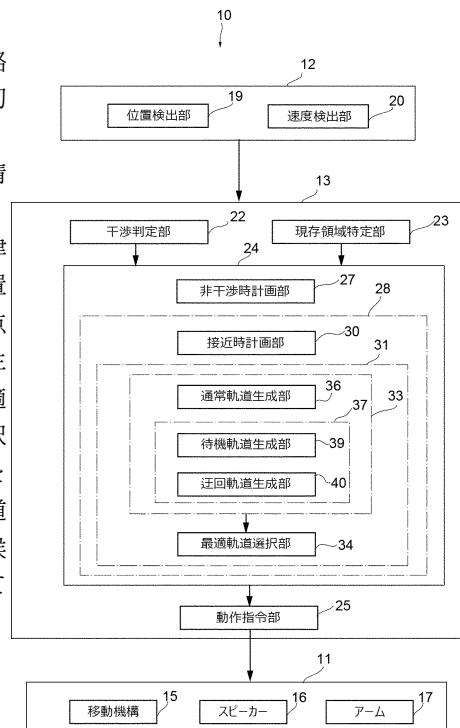 10
12
位置検出部
19
速度検出部
20
13
干渉判定部
22
現存領域特定部
23
24
非干渉時計画部
27
28
接近時計画部
30
31
通常軌道生成部
36
33
37
待機軌道生成部
39
迂回軌道生成部
40
最適軌道選択部
34
動作指令部
25
11
移動機構
15
スピーカー
16
アーム
17